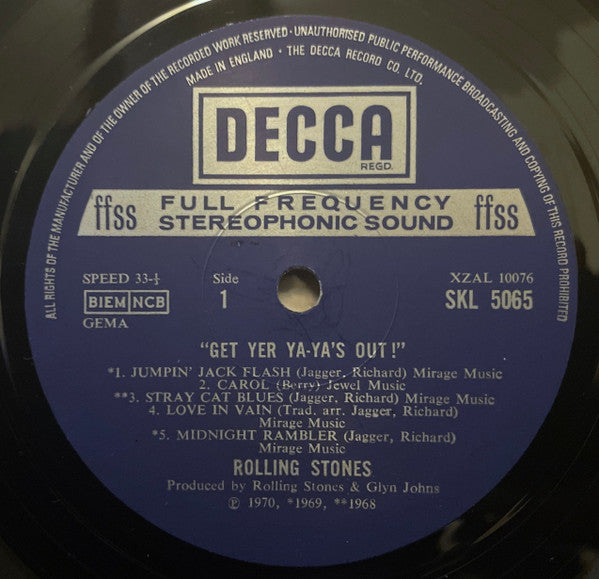 ALL RIGHTS OF THE MANUFACTURER AND OF THE OWNER OF THE RECORDED WORK RESERVED · UNAUTHORISED PUBLIC PERFORMANCE BROADCASTING AND COPYING OF THIS RECORD PROHIBITED
MADE IN ENGLAND · THE DECCA RECORD CO. LTD.
DECCA
REGD.
ffss FULL FREQUENCY ffss
STEREOPHONIC SOUND
SPEED 33-⅓ Side XZAL 10076
BIEM NCB 1 SKL 5065
GEMA
"GET YER YA-YA'S OUT!"
*1. JUMPIN' JACK FLASH (Jagger, Richard) Mirage Music
2. CAROL (Berry) Jewel Music
**3. STRAY CAT BLUES (Jagger, Richard) Mirage Music
4. LOVE IN VAIN (Trad. arr. Jagger, Richard)
Mirage Music
*5. MIDNIGHT RAMBLER (Jagger, Richard)
Mirage Music
ROLLING STONES
Produced by Rolling Stones & Glyn Johns
℗ 1970, *1969, **1968